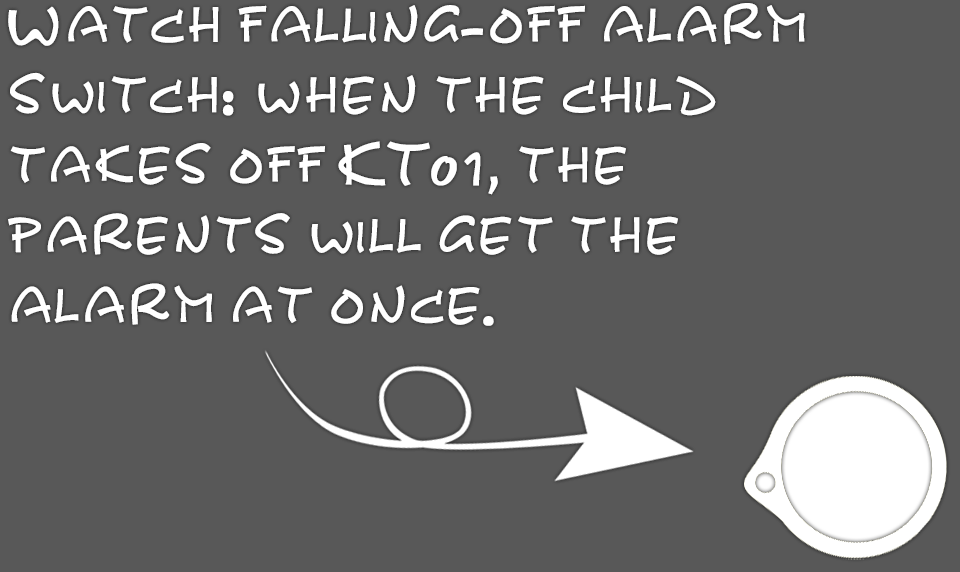 WATCH FALLING-OFF ALARM
SWITCH: WHEN THE CHILD
TAKES OFF KT01, THE
PARENTS WILL GET THE
ALARM AT ONCE.